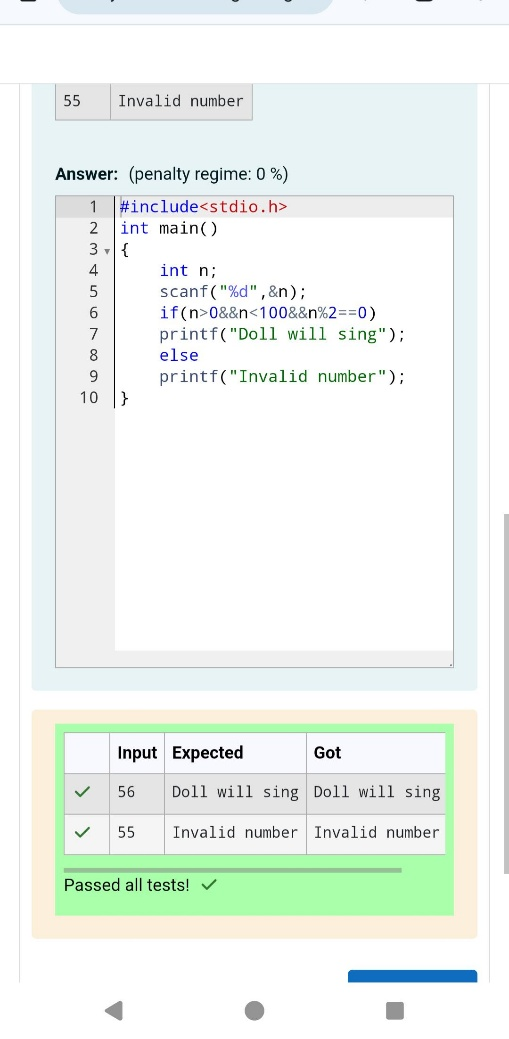 55 Invalid number
Answer: (penalty regime: 0 %)
1 #include<stdio.h>
2 int main()
3 {
4     int n;
5     scanf("%d",&n);
6     if(n>0&&n<100&&n%2==0)
7     printf("Doll will sing");
8     else
9     printf("Invalid number");
10 }
Input Expected Got
56 Doll will sing Doll will sing
55 Invalid number Invalid number
Passed all tests!